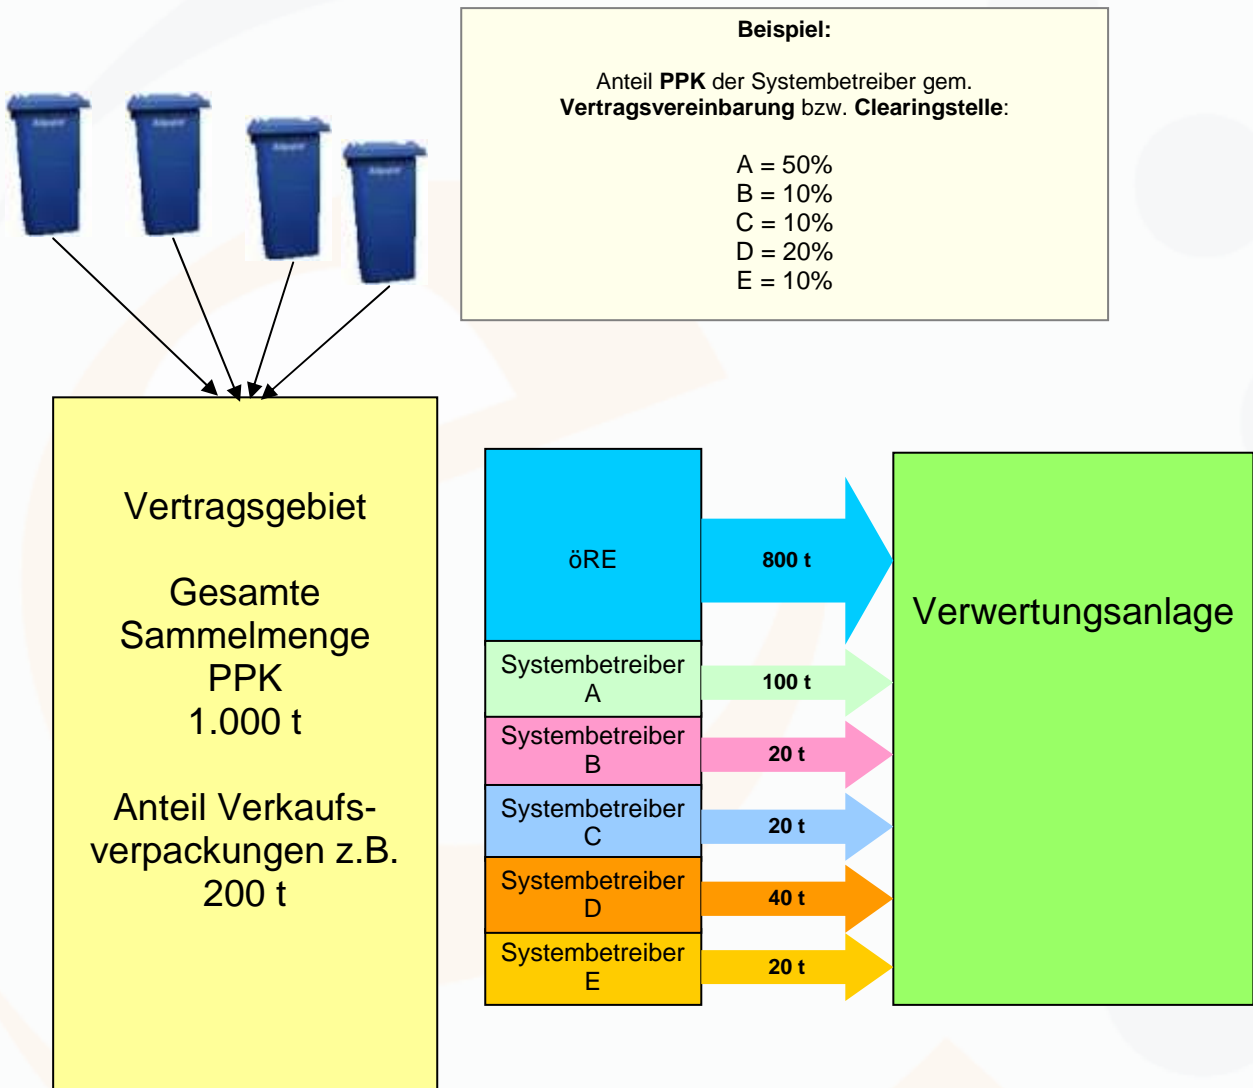 Beispiel:
Anteil PPK der Systembetreiber gem.
Vertragsvereinbarung bzw. Clearingstelle:
A = 50%
B = 10%
C = 10%
D = 20%
E = 10%
Vertragsgebiet
Gesamte
Sammelmenge
PPK
1.000 t
Anteil Verkaufs-
verpackungen z.B.
200 t
öRE
800 t
Systembetreiber
A
100 t
Systembetreiber
B
20 t
Systembetreiber
C
20 t
Systembetreiber
D
40 t
Systembetreiber
E
20 t
Verwertungsanlage